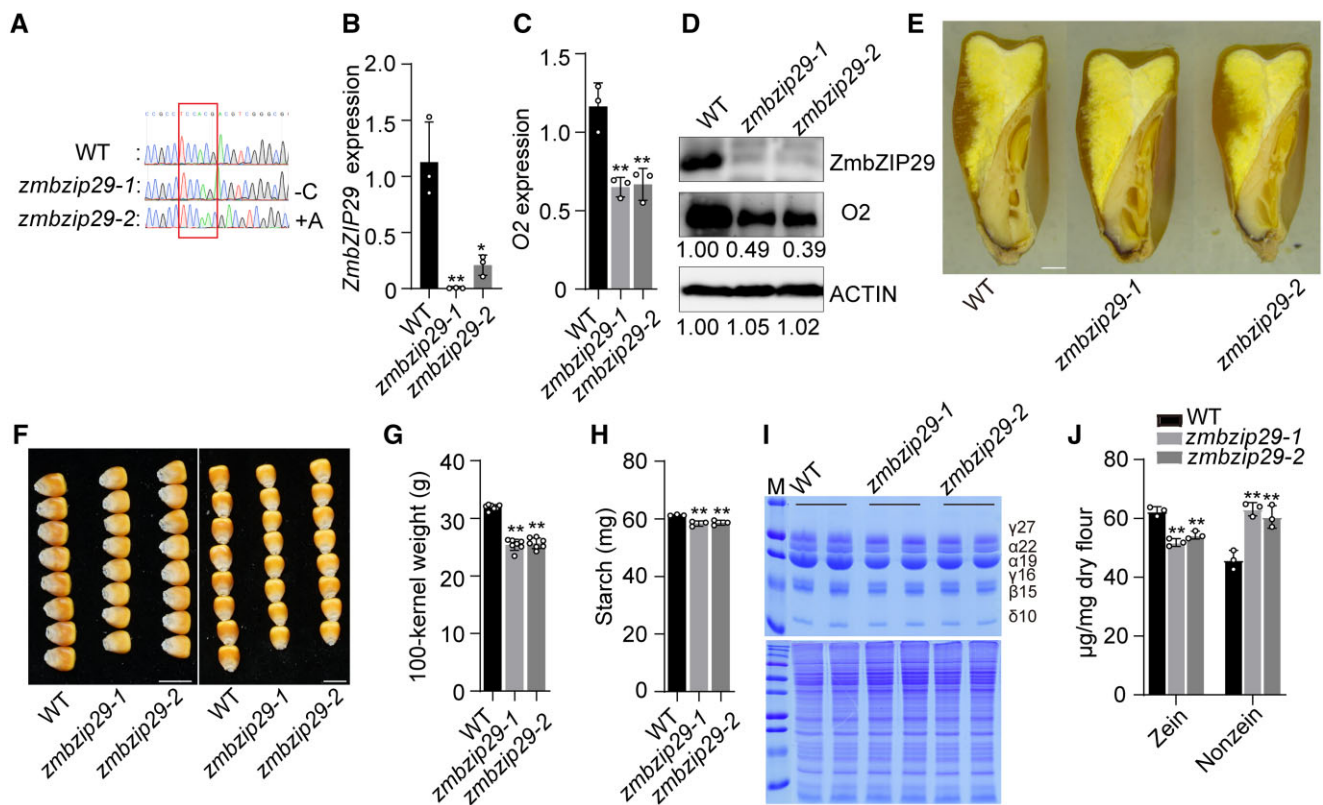 A
CCGCCTCCACGACGTCGGGCG
WT :
zmbzip29-1: -C
zmbzip29-2: +A
B
ZmbZIP29 expression
2.0
1.5
1.0
0.5
0
**
*
WT
zmbzip29-1
zmbzip29-2
C
O2 expression
1.5
1.0
0.5
0.0
**
**
WT
zmbzip29-1
zmbzip29-2
D
WT
zmbzip29-1
zmbzip29-2
ZmbZIP29
O2
1.00 0.49 0.39
ACTIN
1.00 1.05 1.02
E
WT
zmbzip29-1
zmbzip29-2
F
WT
zmbzip29-1
zmbzip29-2
WT
zmbzip29-1
zmbzip29-2
G
100-kernel weight (g)
40
30
20
10
0
**
**
WT
zmbzip29-1
zmbzip29-2
H
Starch (mg)
80
60
40
20
0
**
**
WT
zmbzip29-1
zmbzip29-2
I
M
WT
zmbzip29-1
zmbzip29-2
γ27
α22
α19
γ16
β15
δ10
J
WT
zmbzip29-1
zmbzip29-2
μg/mg dry flour
80
60
40
20
0
**
**
**
**
Zein
Nonzein